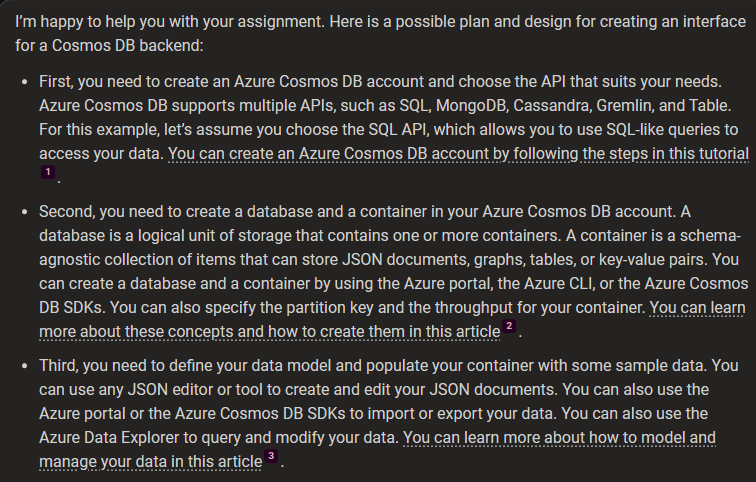 I’m happy to help you with your assignment. Here is a possible plan and design for creating an interface
for a Cosmos DB backend:
• First, you need to create an Azure Cosmos DB account and choose the API that suits your needs.
Azure Cosmos DB supports multiple APIs, such as SQL, MongoDB, Cassandra, Gremlin, and Table.
For this example, let’s assume you choose the SQL API, which allows you to use SQL-like queries to
access your data. You can create an Azure Cosmos DB account by following the steps in this tutorial
1 .
• Second, you need to create a database and a container in your Azure Cosmos DB account. A
database is a logical unit of storage that contains one or more containers. A container is a schema-
agnostic collection of items that can store JSON documents, graphs, tables, or key-value pairs. You
can create a database and a container by using the Azure portal, the Azure CLI, or the Azure Cosmos
DB SDKs. You can also specify the partition key and the throughput for your container. You can learn
more about these concepts and how to create them in this article 2 .
• Third, you need to define your data model and populate your container with some sample data. You
can use any JSON editor or tool to create and edit your JSON documents. You can also use the
Azure portal or the Azure Cosmos DB SDKs to import or export your data. You can also use the
Azure Data Explorer to query and modify your data. You can learn more about how to model and
manage your data in this article 3 .